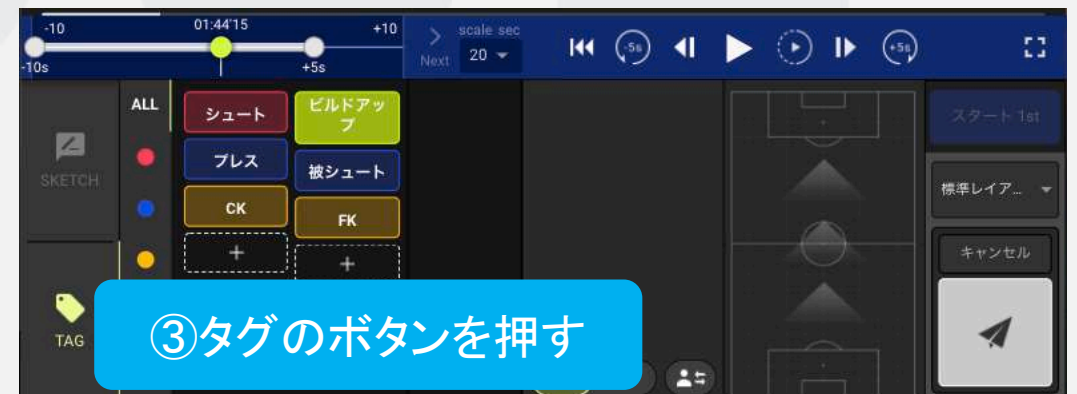 -10
01:44'15
+10
-10s
+5s
Next
scale sec
20
-5s
+5s
SKETCH
TAG
ALL
シュート
ビルドアッ
プ
プレス
被シュート
CK
FK
+
+
スタート 1st
標準レイア...
キャンセル
③タグのボタンを押す